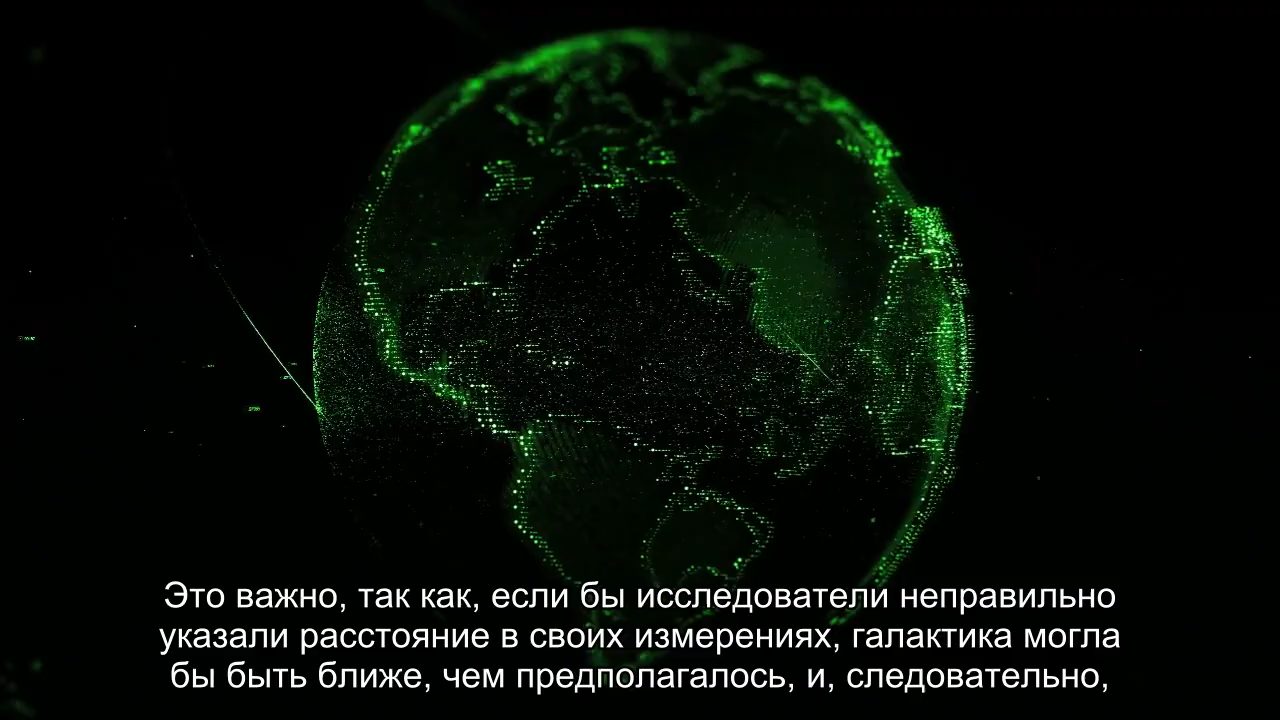 Это важно, так как, если бы исследователи неправильно
указали расстояние в своих измерениях, галактика могла
бы быть ближе, чем предполагалось, и, следовательно,